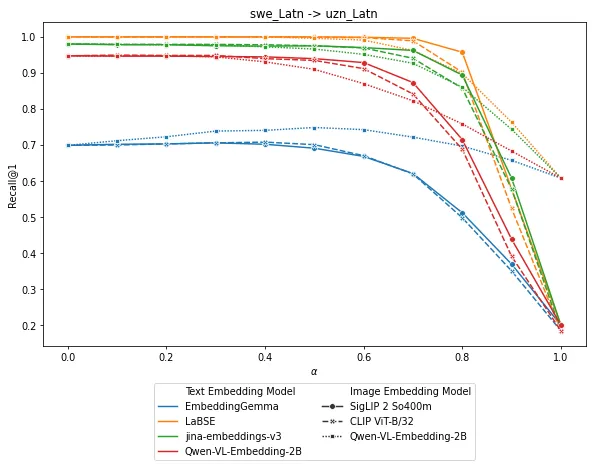 swe_Latn -> uzn_Latn
Recall@1
1.0
0.9
0.8
0.7
0.6
0.5
0.4
0.3
0.2
0.0 0.2 0.4 0.6 0.8 1.0
α
Text Embedding Model
EmbeddingGemma
LaBSE
jina-embeddings-v3
Qwen-VL-Embedding-2B
Image Embedding Model
SigLIP 2 So400m
CLIP ViT-B/32
Qwen-VL-Embedding-2B